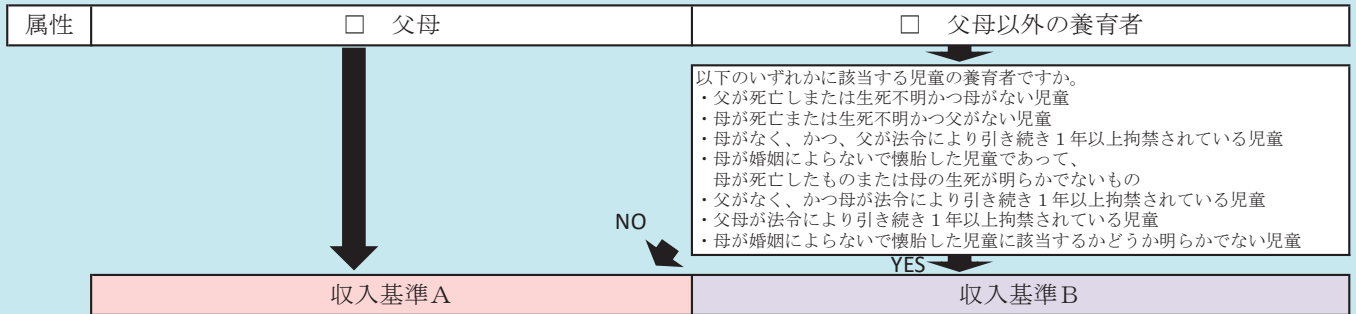 属性
□ 父母
□ 父母以外の養育者
以下のいずれかに該当する児童の養育者ですか。
・父が死亡しまたは生死不明かつ母がない児童
・母が死亡または生死不明かつ父がない児童
・母がなく、かつ、父が法令により引き続き１年以上拘禁されている児童
・母が婚姻によらないで懐胎した児童であって、
母が死亡したものまたは母の生死が明らかでないもの
・父がなく、かつ母が法令により引き続き１年以上拘禁されている児童
・父母が法令により引き続き１年以上拘禁されている児童
・母が婚姻によらないで懐胎した児童に該当するかどうか明らかでない児童
NO
YES
収入基準Ａ
収入基準Ｂ